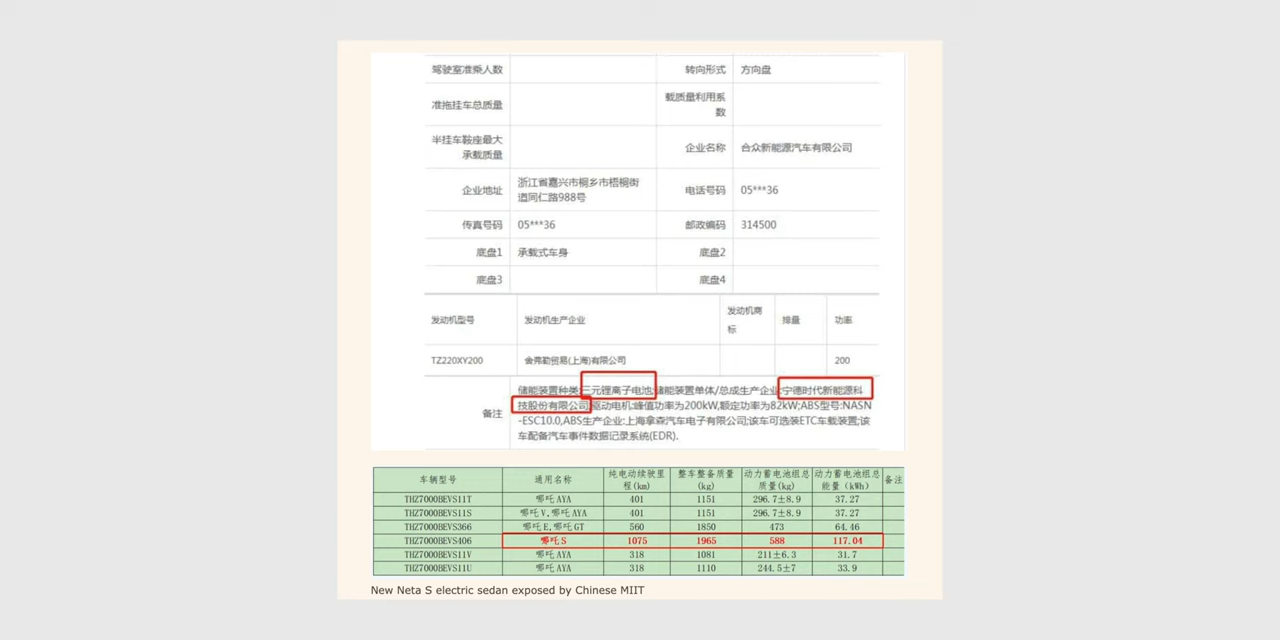 驾驶室准乘人数 转向形式 方向盘
准拖挂车总质量 载质量利用系
数
半挂车鞍座最大
承载质量 企业名称 合众新能源汽车有限公司
企业地址 浙江省嘉兴市桐乡市梧桐街
道同仁路988号 电话号码 05***36
传真号码 05***36 邮政编码 314500
底盘1 承载式车身 底盘2
底盘3 底盘4
发动机型号 发动机生产企业 发动机商
标 排量 功率
TZ220XY200 舍弗勒贸易(上海)有限公司 200
备注 储能装置种类:三元锂离子电池;储能装置单体/总成生产企业:宁德时代新能源科
技股份有限公司;驱动电机:峰值功率为200kW,额定功率为82kW;ABS型号:NASN
-ESC10.0,ABS生产企业:上海拿森汽车电子有限公司;该车可选装ETC车载装置;该
车配备汽车事件数据记录系统(EDR).
车辆型号 通用名称 纯电动续驶里
程(km) 整车整备质量
(kg) 动力蓄电池组总
质量(kg) 动力蓄电池组总
能量(kWh) 备注
THZ7000BEVS11T 哪吒 AYA 401 1151 296.7±8.9 37.27
THZ7000BEVS11S 哪吒 V,哪吒 AYA 401 1151 296.7±8.9 37.27
THZ7000BEVS366 哪吒 E,哪吒 GT 560 1850 473 64.46
THZ7000BEVS406 哪吒 S 1075 1965 588 117.04
THZ7000BEVS11V 哪吒 AYA 318 1081 211±6.3 31.7
THZ7000BEVS11U 哪吒 AYA 318 1110 244.5±7 33.9
New Neta S electric sedan exposed by Chinese MIIT